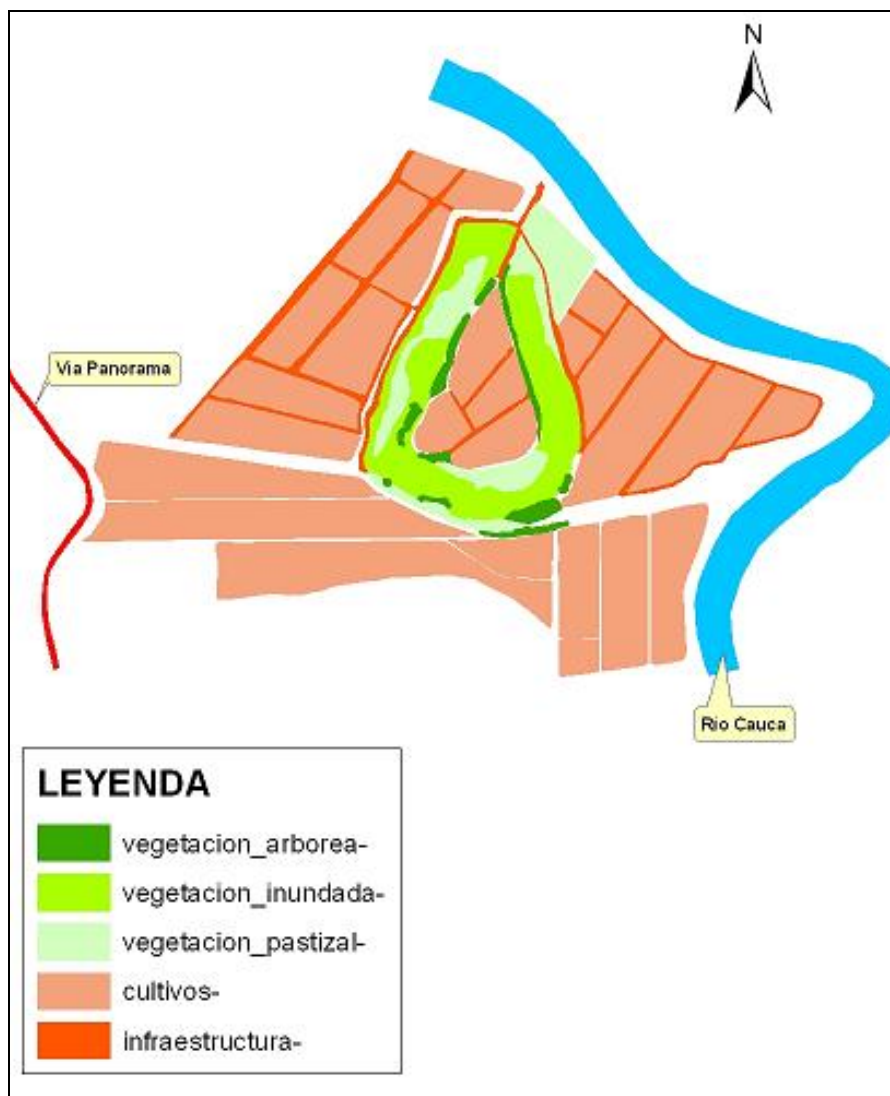 N
Via Panorama
Rio Cauca
LEYENDA
vegetacion_arborea-
vegetacion_inundada-
vegetacion_pastizal-
cultivos-
infraestructura-